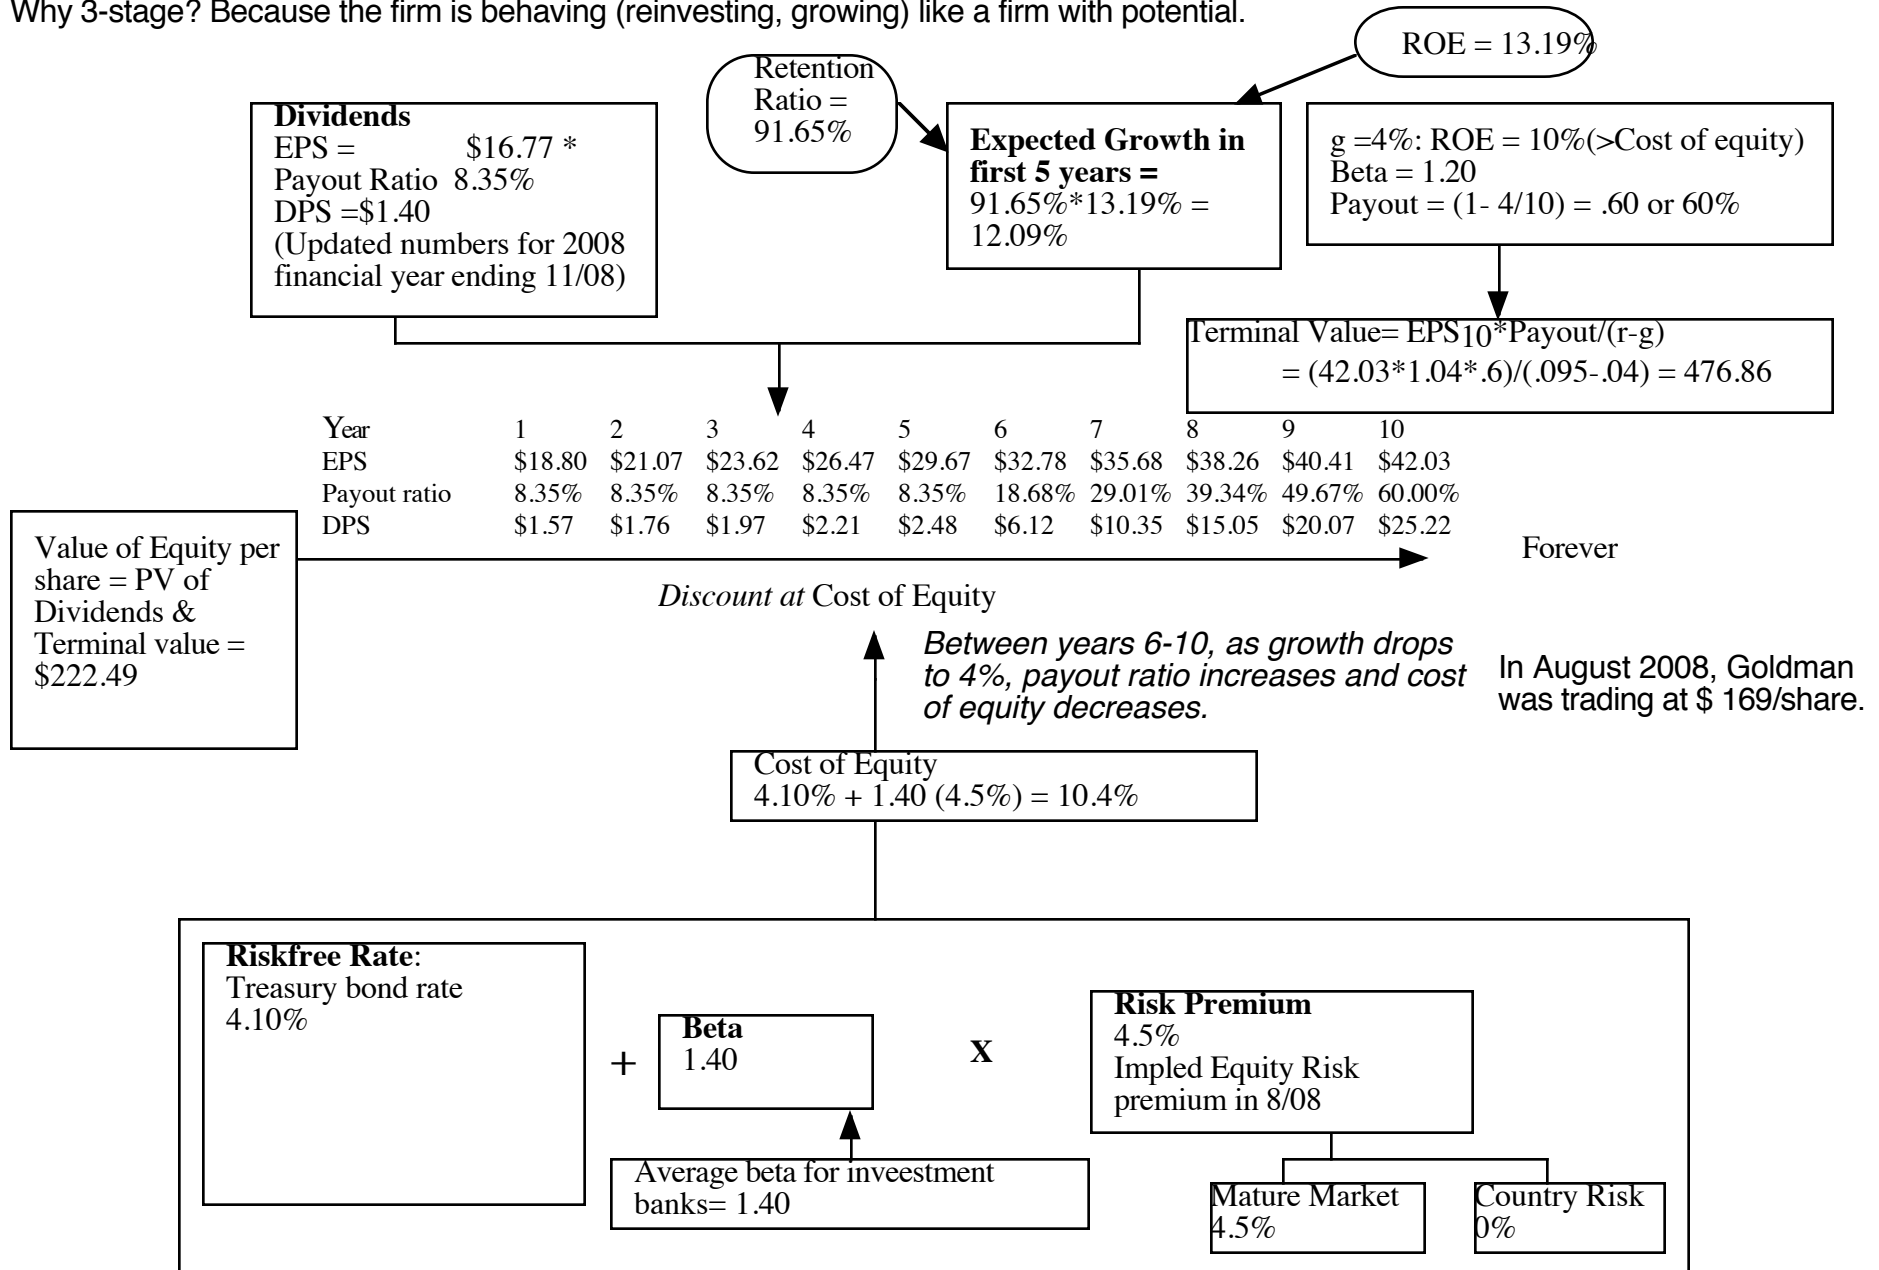 Why 3-stage? Because the firm is behaving (reinvesting, growing) like a firm with potential.
ROE = 13.19%
Retention
Ratio =
91.65%
Dividends
EPS = $16.77 *
Payout Ratio 8.35%
DPS =$1.40
(Updated numbers for 2008
financial year ending 11/08)
Expected Growth in
first 5 years =
91.65%*13.19% =
12.09%
g =4%: ROE = 10%(>Cost of equity)
Beta = 1.20
Payout = (1- 4/10) = .60 or 60%
Terminal Value= EPS10*Payout/(r-g)
= (42.03*1.04*.6)/(.095-.04) = 476.86
Year 1 2 3 4 5 6 7 8 9 10
EPS $18.80 $21.07 $23.62 $26.47 $29.67 $32.78 $35.68 $38.26 $40.41 $42.03
Payout ratio 8.35% 8.35% 8.35% 8.35% 8.35% 18.68% 29.01% 39.34% 49.67% 60.00%
DPS $1.57 $1.76 $1.97 $2.21 $2.48 $6.12 $10.35 $15.05 $20.07 $25.22
Value of Equity per
share = PV of
Dividends &
Terminal value =
$222.49
Forever
Discount at Cost of Equity
Between years 6-10, as growth drops
to 4%, payout ratio increases and cost
of equity decreases.
In August 2008, Goldman
was trading at $ 169/share.
Cost of Equity
4.10% + 1.40 (4.5%) = 10.4%
Riskfree Rate:
Treasury bond rate
4.10%
+
Beta
1.40
X
Risk Premium
4.5%
Impled Equity Risk
premium in 8/08
Average beta for inveestment
banks= 1.40
Mature Market
4.5%
Country Risk
0%